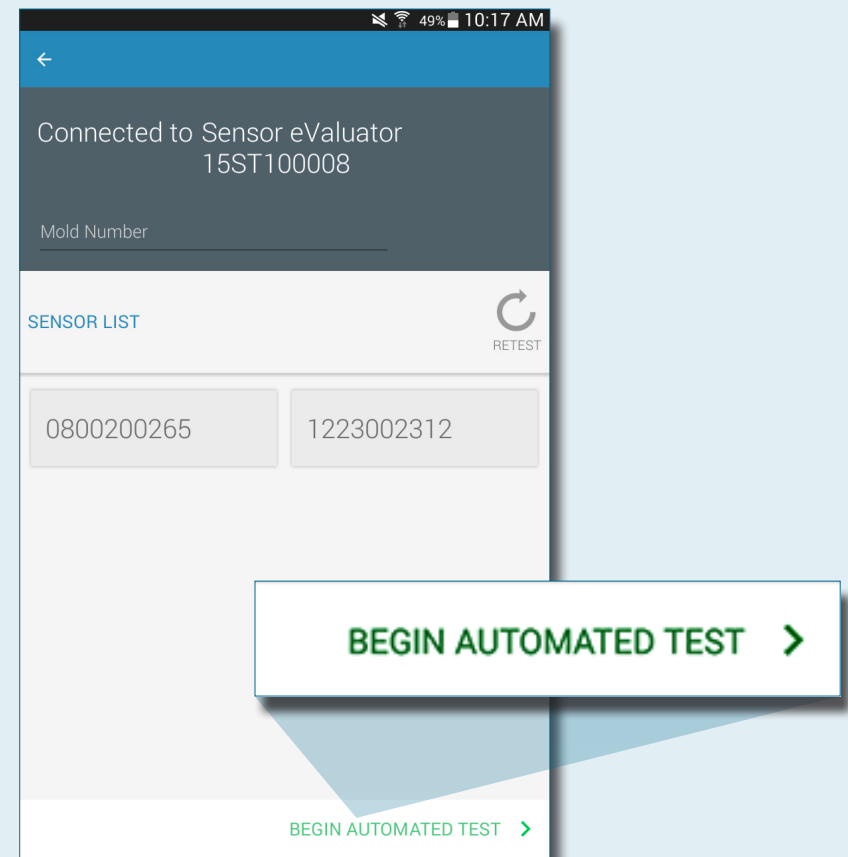 49% 10:17 AM
Connected to Sensor eValuator
15ST100008
Mold Number
SENSOR LIST
RETEST
0800200265 1223002312
BEGIN AUTOMATED TEST
BEGIN AUTOMATED TEST